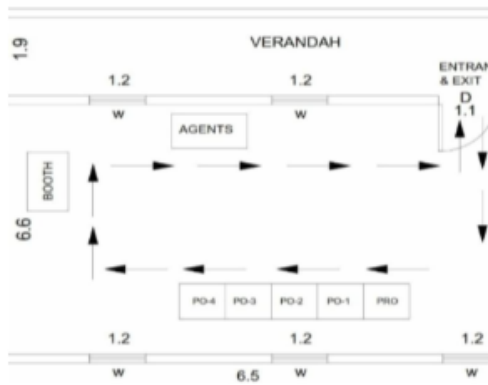 VERANDAH
1.9
ENTRAN
& EXIT
1.2
1.2
D
1.1
W
W
AGENTS
BOOTH
6.6
PO-4
PO-3
PO-2
PO-1
PRO
1.2
1.2
1.2
W
6.5
W
W